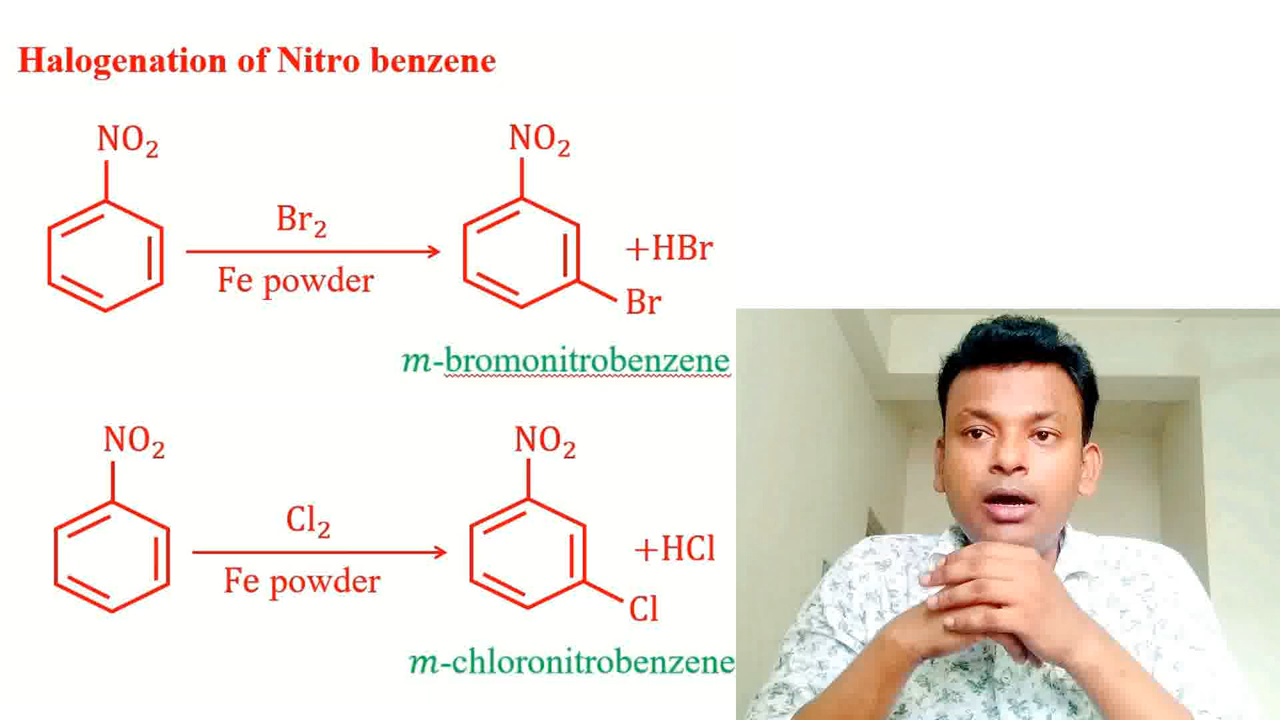 Halogenation of Nitro benzene
NO₂ NO₂
Br₂
+HBr
Fe powder
Br
m-bromonitrobenzene
NO₂ NO₂
Cl₂
+HCl
Fe powder
Cl
m-chloronitrobenzene